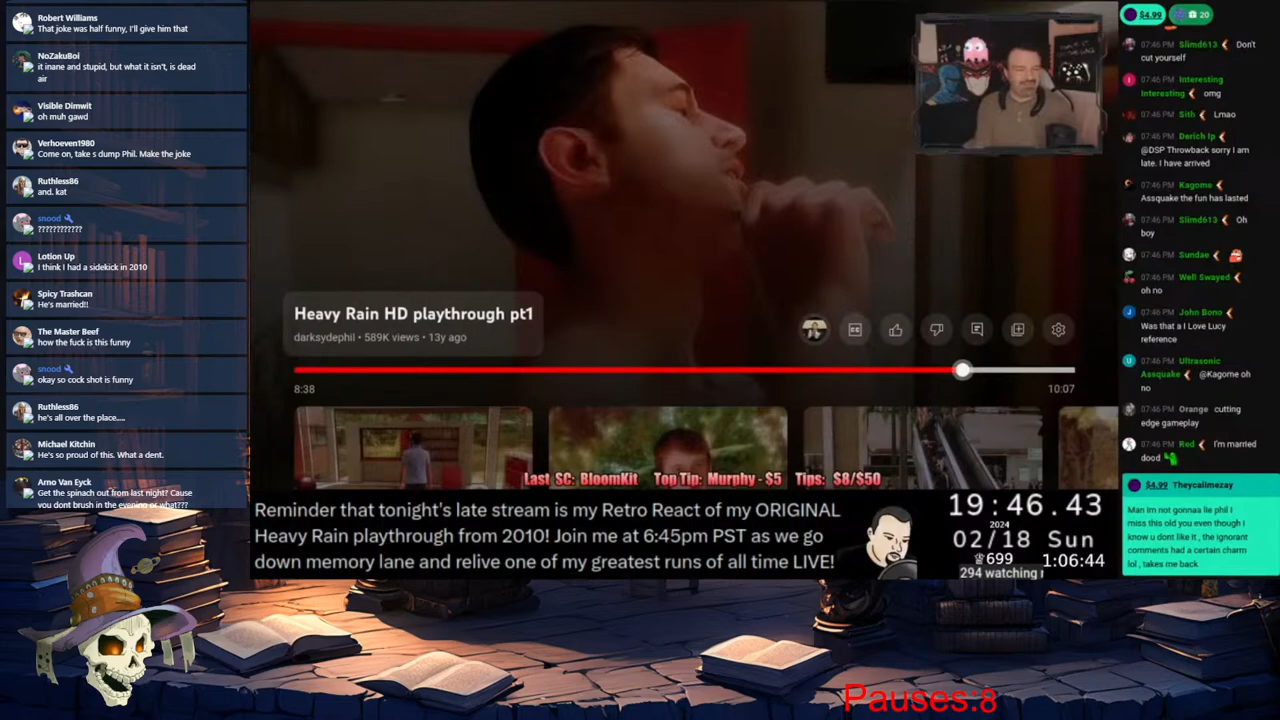 Robert Williams
That joke was half funny, I'll give him that
NoZakuBoi
it inane and stupid, but what it isn't, is dead
air
Visible Dimwit
oh muh gawd
Verhoeven1980
Come on, take s dump Phil. Make the joke
Ruthless86
and. kat
snood
????????????
Lotion Up
I think I had a sidekick in 2010
Spicy Trashcan
He's married!!
The Master Beef
how the fuck is this funny
snood
okay so cock shot is funny
Ruthless86
he's all over the place....
Michael Kitchin
He's so proud of this. What a dent.
Arno Van Eyck
Get the spinach out from last night? Cause
you dont brush in the evening or what???
Heavy Rain HD playthrough pt1
darksydephil • 589K views • 13y ago
8:38
10:07
Last SC: BloomKit Top Tip: Murphy - $5 Tips: $8/$50
Reminder that tonight's late stream is my Retro React of my ORIGINAL
Heavy Rain playthrough from 2010! Join me at 6:45pm PST as we go
down memory lane and relive one of my greatest runs of all time LIVE!
19:46.43
2024
02/18 Sun
699
1:06:44
294 watching
$4.99
20
07:46 PM Slimd613 Don't
cut yourself
07:46 PM Interesting
Interesting omg
07:46 PM Sith Lmao
07:46 PM Derich Ip
@DSP Throwback sorry I am
late. I have arrived
07:46 PM Kagome
Assquake the fun has lasted
07:46 PM Slimd613 Oh
boy
07:46 PM Sundae
07:46 PM Well Swayed
oh no
07:46 PM John Bono
Was that a I Love Lucy
reference
07:46 PM Ultrasonic
Assquake @Kagome oh
no
07:46 PM Orange cutting
edge gameplay
07:46 PM Red I'm married
dood
$4.99 Theycallmezay
Man im not gonnaa lie phil I
miss this old you even though I
know u dont like it , the ignorant
comments had a certain charm
lol , takes me back
Pauses:8